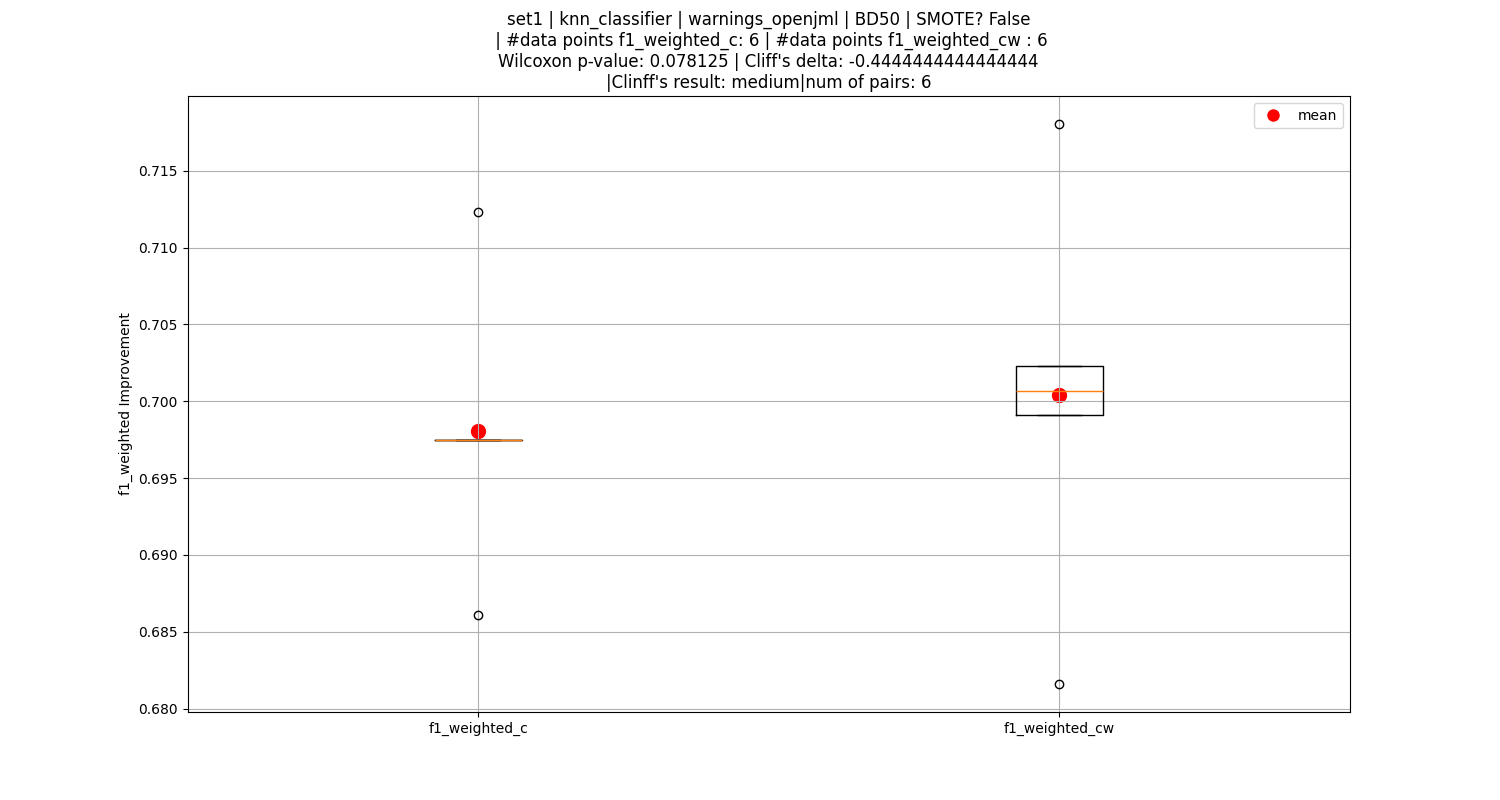 set1 | knn_classifier | warnings_openjml | BD50 | SMOTE? False
| #data points f1_weighted_c: 6 | #data points f1_weighted_cw : 6
Wilcoxon p-value: 0.078125 | Cliff's delta: -0.4444444444444444
|Clinff's result: medium|num of pairs: 6
mean
f1_weighted Improvement
0.715
0.710
0.705
0.700
0.695
0.690
0.685
0.680
f1_weighted_c
f1_weighted_cw